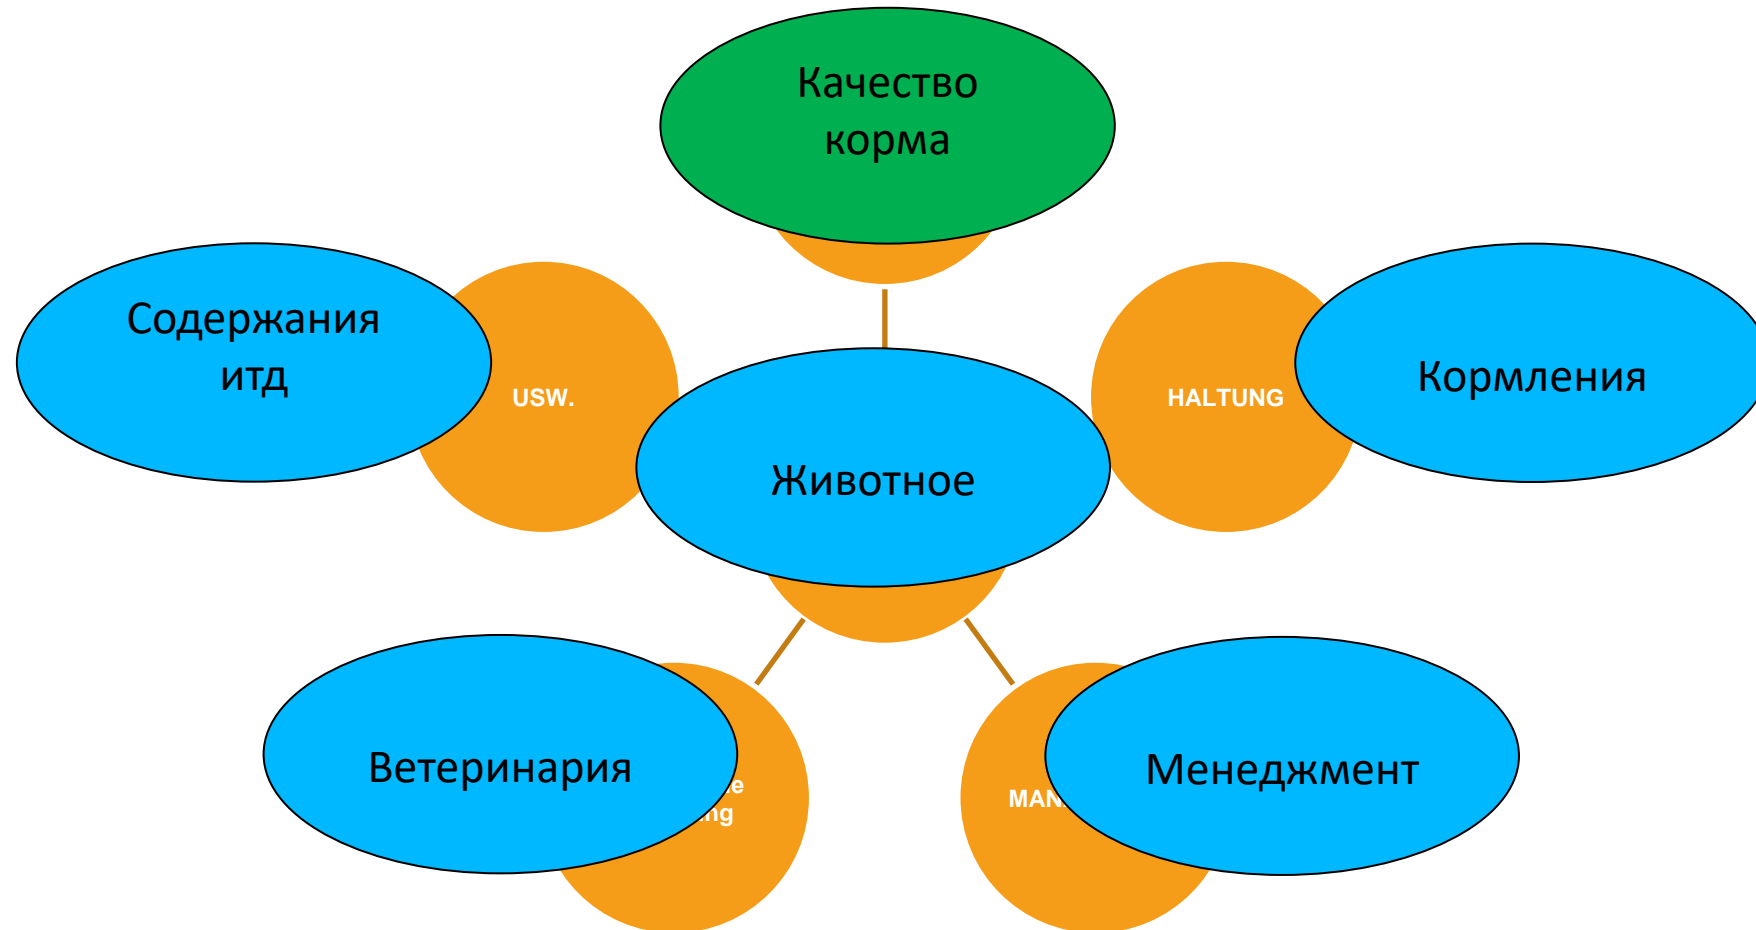 Качество
корма
Содержания
итд
USW.
HALTUNG
Кормления
Животное
Ветеринария
Менеджмент